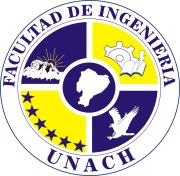 FACULTAD DE INGENIERIA
UNACH